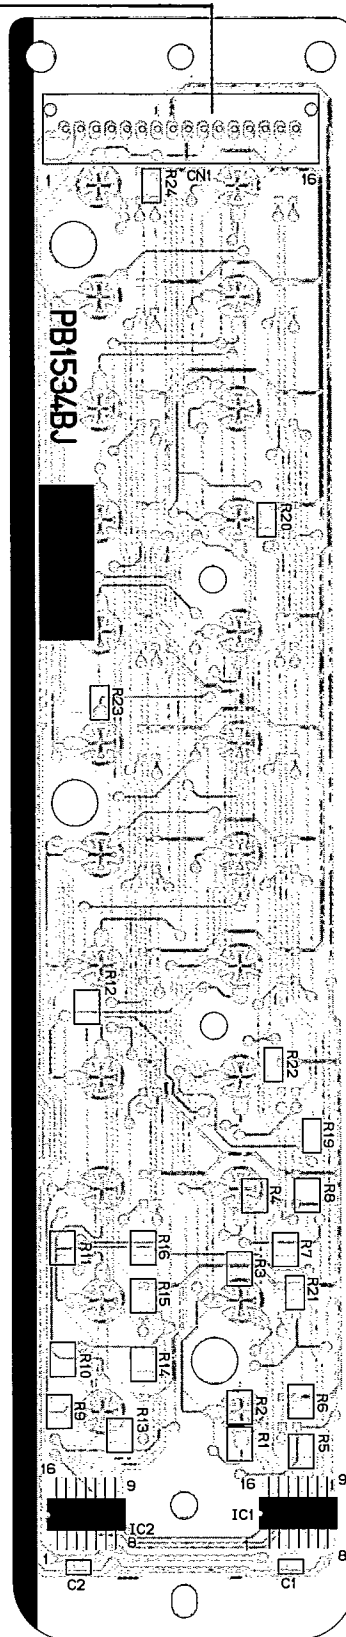 1
R24
CN1
16
PB1534BJ
R20
R23
R12
R22
R19
R4
R8
R11
R16
R7
R3
R21
R15
R10
R14
R9
R13
R2
R6
R1
R5
16
9
IC2
1
8
C2
16
9
IC1
1
8
C1